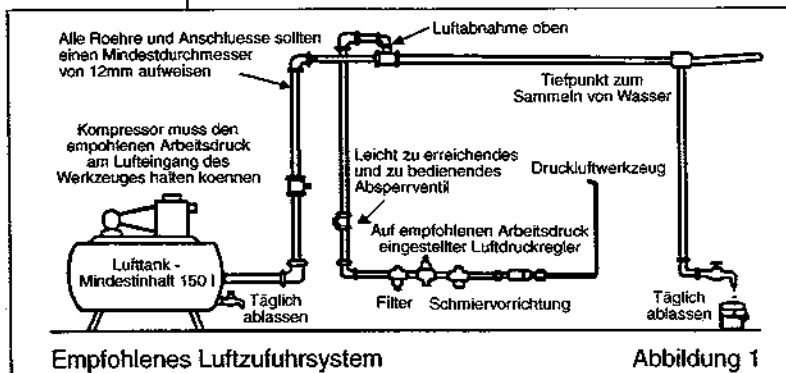 Alle Roehre und Anschluesse sollten
einen Mindestdurchmesser
von 12mm aufweisen
Luftabnahme oben
Tiefpunkt zum
Sammeln von Wasser
Kompressor muss den
empohlenen Arbeitsdruck
am Lufteingang des
Werkzeuges halten koennen
Leicht zu erreichendes
und zu bedienendes
Absperrventil
Druckluftwerkzeug
Auf empfohlenen Arbeitsdruck
eingestellter Luftdruckregler
Lufttank -
Mindestinhalt 150 l
Täglich
ablassen
Filter
Schmiervorrichtung
Täglich
ablassen
Empfohlenes Luftzufuhrsystem
Abbildung 1